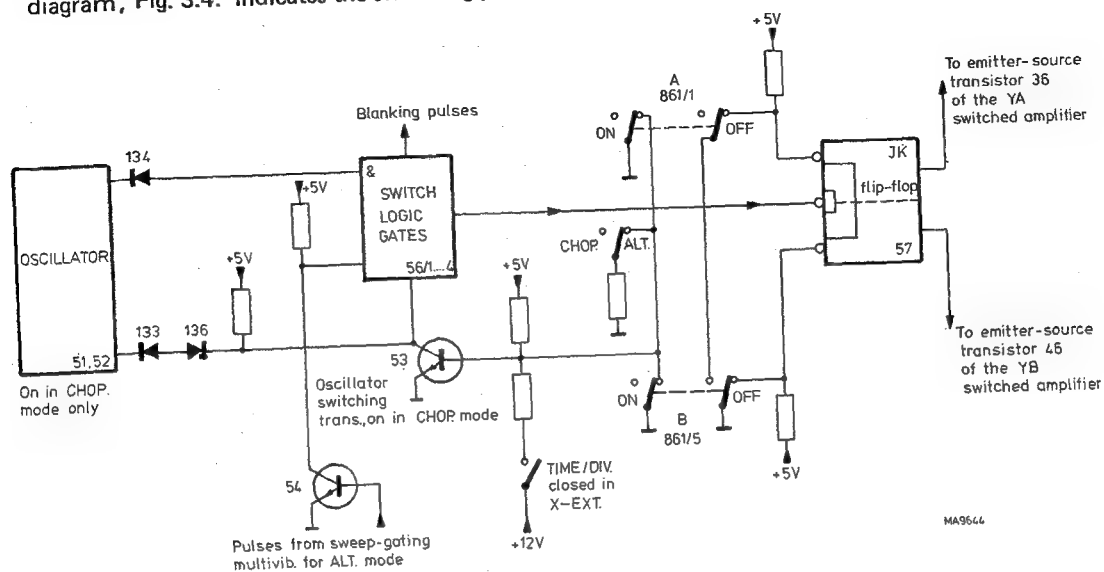 diagram, Fig. 3.4. indicates the
+5V
To emitter-source
transistor 36
of the YA
switched amplifier
A
861/1
Blanking pulses
ON
OFF
134
&
+5V
SWITCH
LOGIC
GATES
JK
flip-flop
57
OSCILLATOR
CHOP.
ALT.
56/1....4
+5V
+5V
133
136
51,52
53
On in CHOP.
mode only
Oscillator
switching
trans.,on in CHOP. mode
To emitter-source
transistor 46
of the YB
switched amplifier
ON
OFF
B
861/5
+5V
54
TIME/DIV.
closed in
X-EXT.
+12V
Pulses from sweep-gating
multivib. for ALT. mode
MA9644